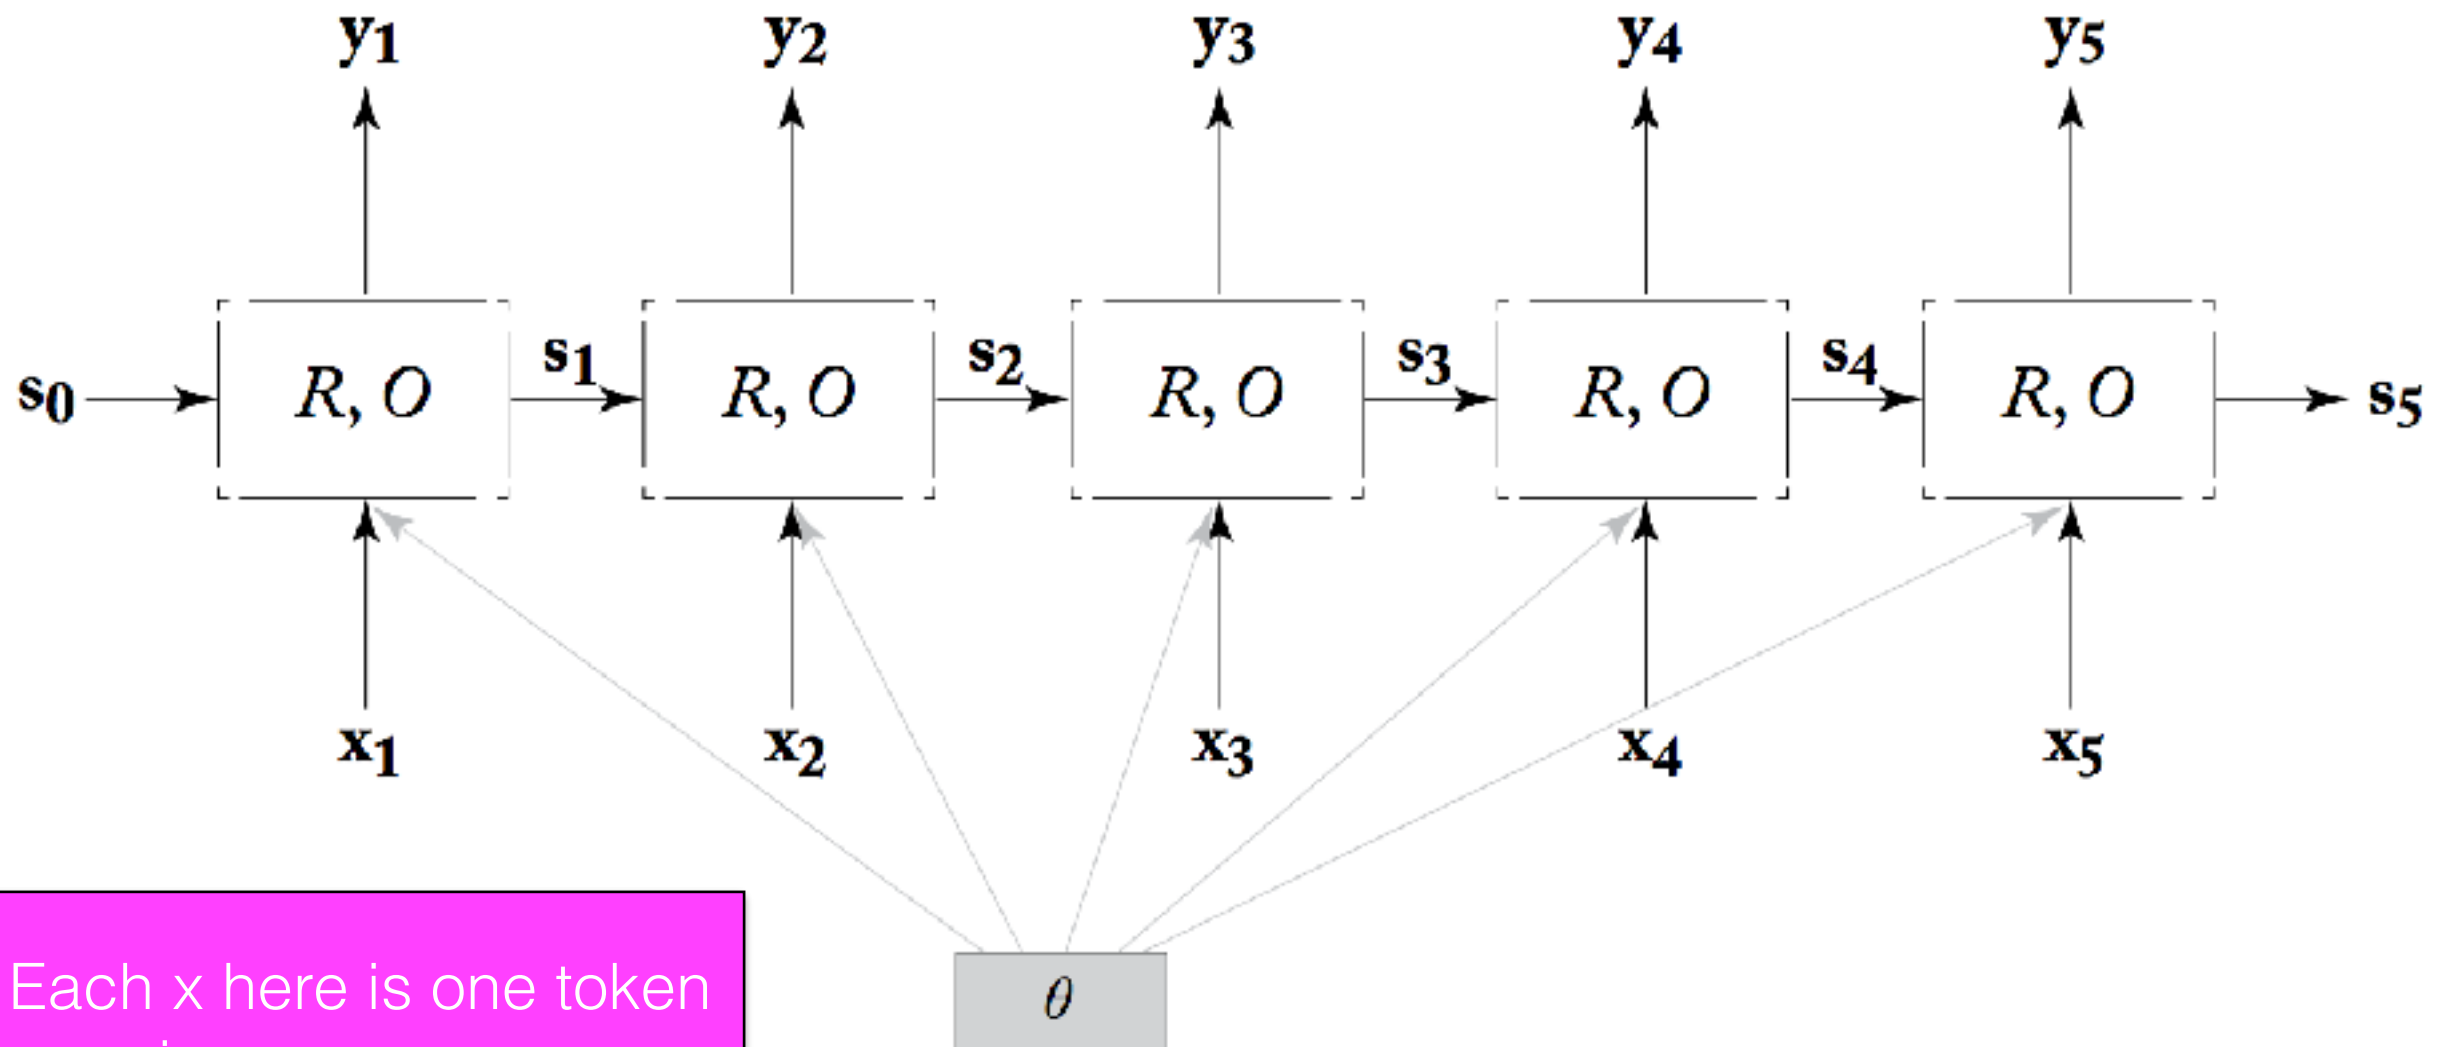 y1 y2 y3 y4 y5
s0 R, O s1 R, O s2 R, O s3 R, O s4 R, O s5
x1 x2 x3 x4 x5
θ
Each x here is one token